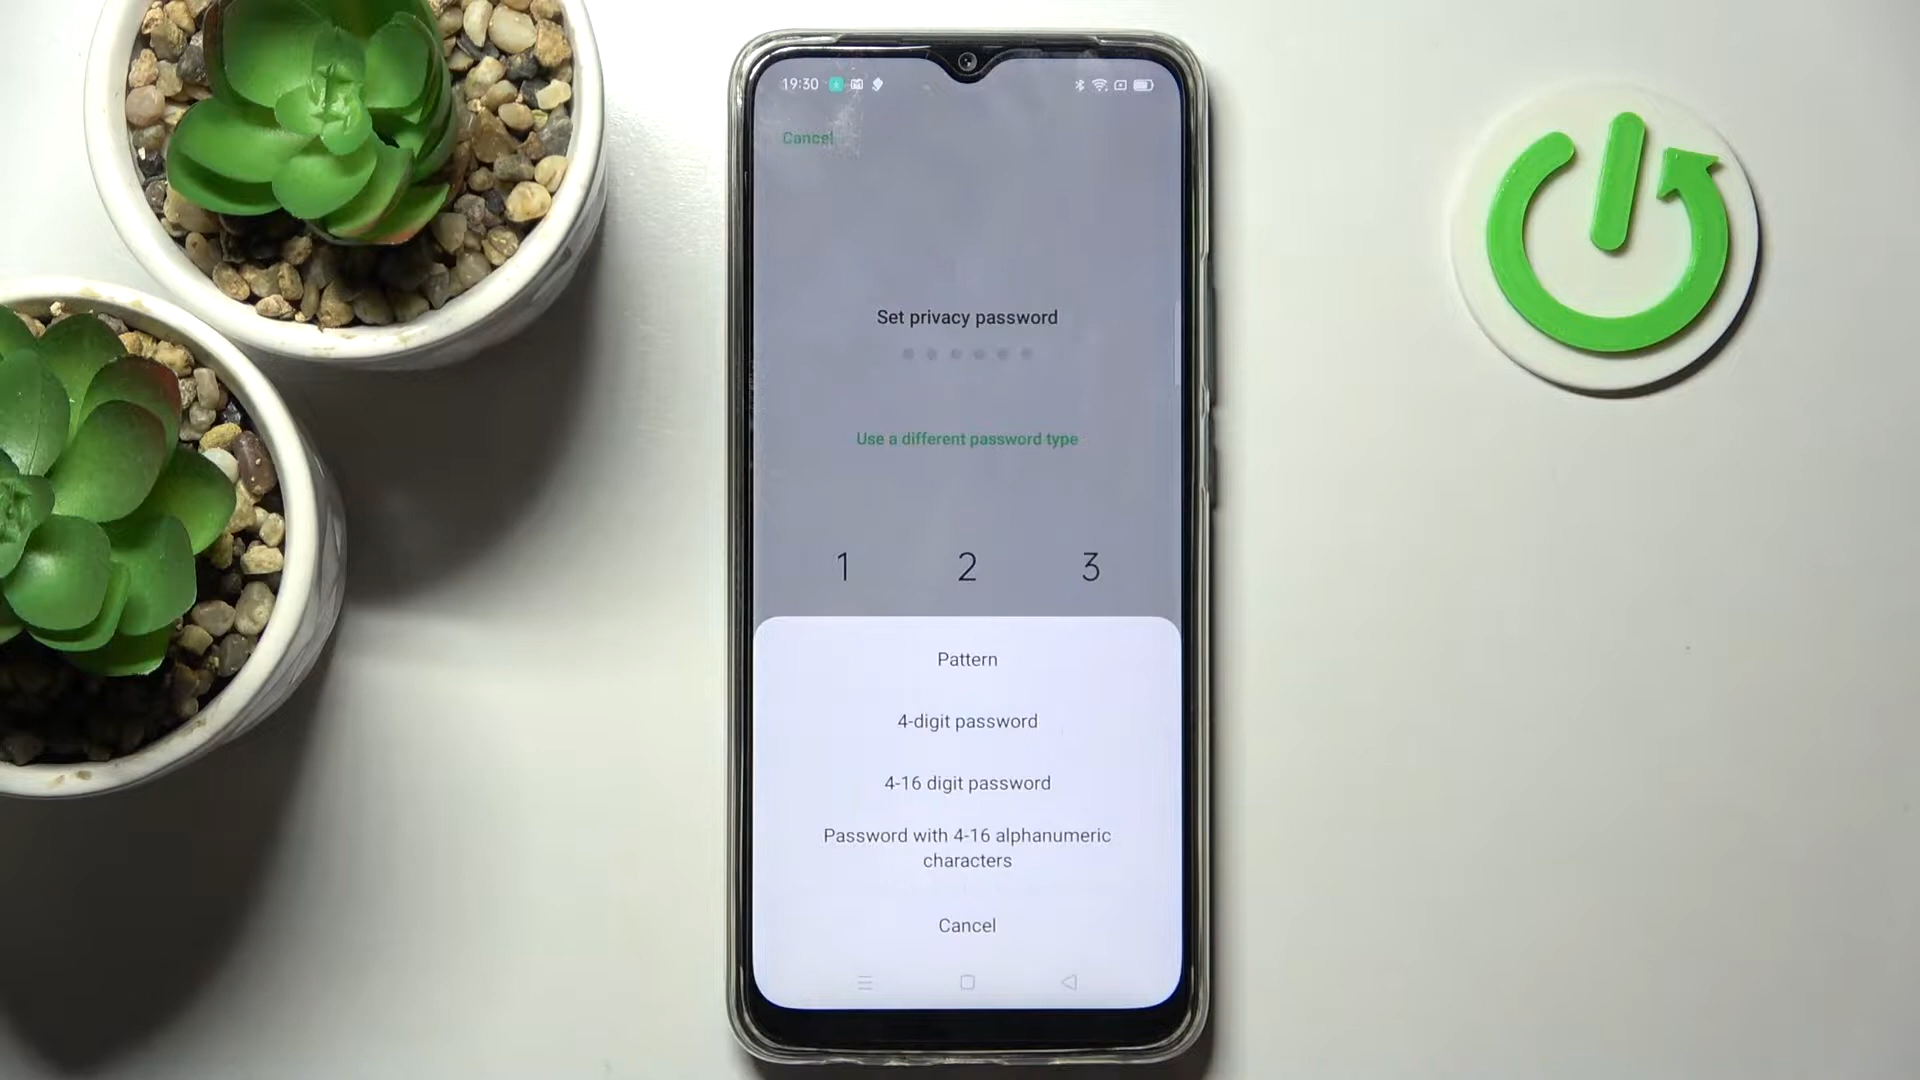 19:30
Cancel
Set privacy password
Use a different password type
1 2 3
Pattern
4-digit password
4-16 digit password
Password with 4-16 alphanumeric
characters
Cancel